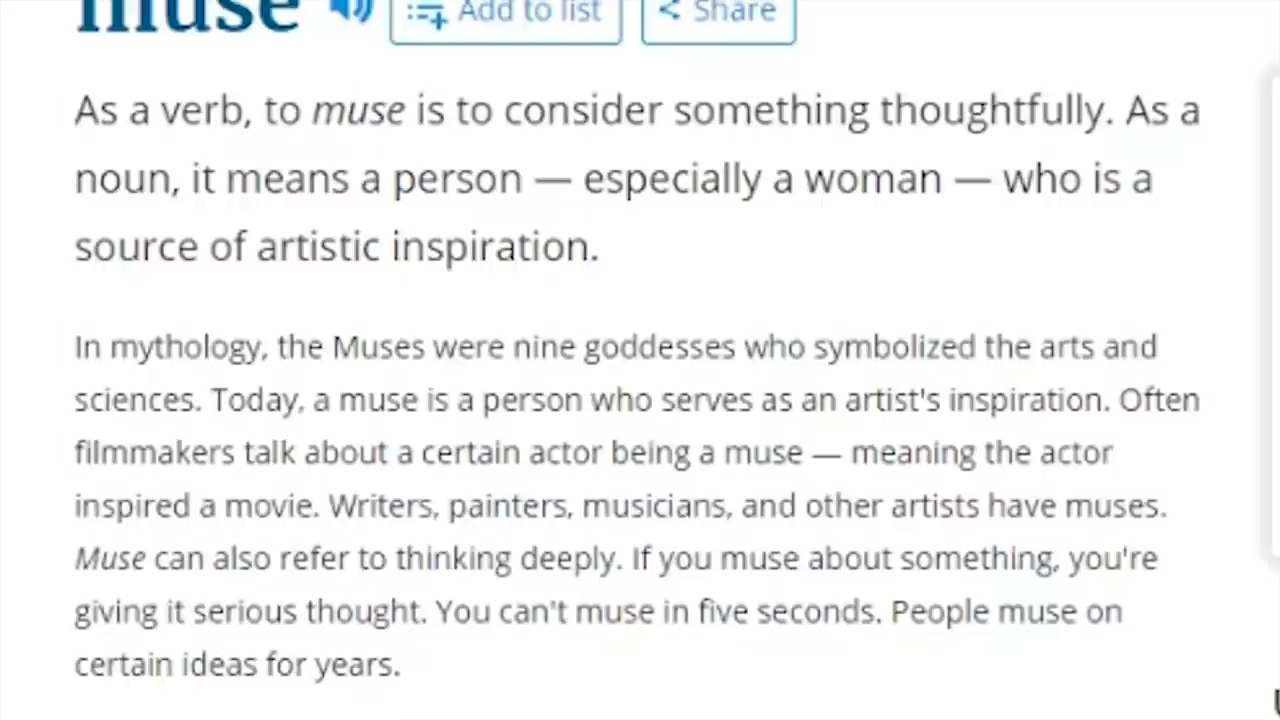 muse Add to list Share
As a verb, to muse is to consider something thoughtfully. As a
noun, it means a person — especially a woman — who is a
source of artistic inspiration.
In mythology, the Muses were nine goddesses who symbolized the arts and
sciences. Today, a muse is a person who serves as an artist's inspiration. Often
filmmakers talk about a certain actor being a muse — meaning the actor
inspired a movie. Writers, painters, musicians, and other artists have muses.
Muse can also refer to thinking deeply. If you muse about something, you're
giving it serious thought. You can't muse in five seconds. People muse on
certain ideas for years.